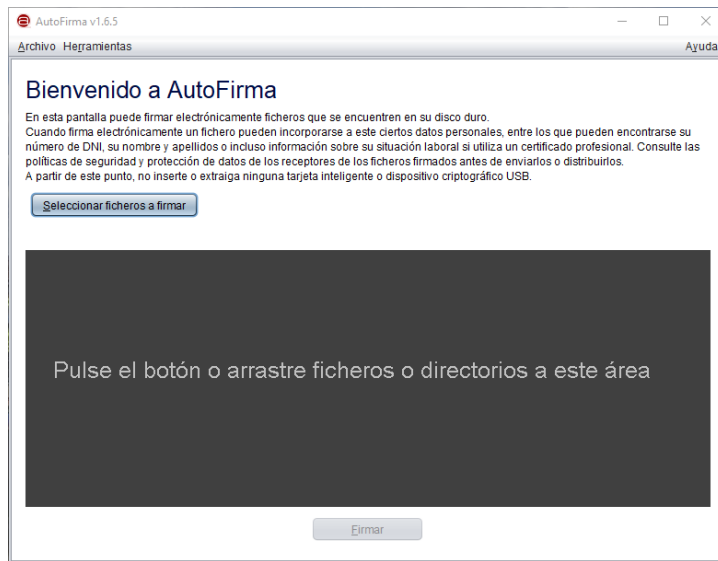 AutoFirma v1.6.5
Archivo Herramientas Ayuda
Bienvenido a AutoFirma
En esta pantalla puede firmar electrónicamente ficheros que se encuentren en su disco duro.
Cuando firma electrónicamente un fichero pueden incorporarse a este ciertos datos personales, entre los que pueden encontrarse su
número de DNI, su nombre y apellidos o incluso información sobre su situación laboral si utiliza un certificado profesional. Consulte las
políticas de seguridad y protección de datos de los receptores de los ficheros firmados antes de enviarlos o distribuirlos.
A partir de este punto, no inserte o extraiga ninguna tarjeta inteligente o dispositivo criptográfico USB.
Seleccionar ficheros a firmar
Pulse el botón o arrastre ficheros o directorios a este área
Firmar